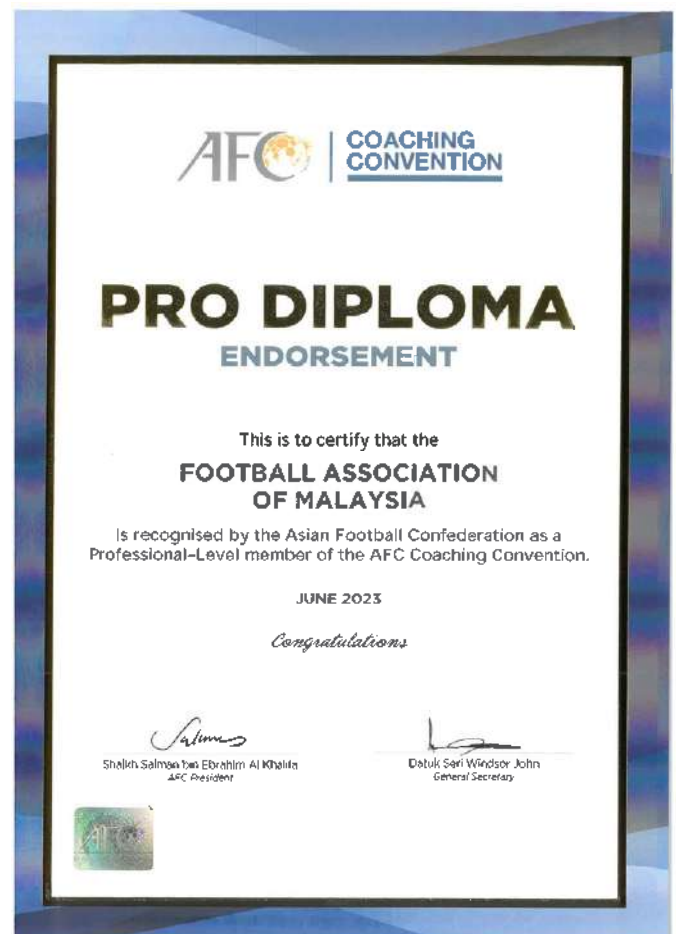 AFC
COACHING
CONVENTION
PRO DIPLOMA
ENDORSEMENT
This is to certify that the
FOOTBALL ASSOCIATION
OF MALAYSIA
Is recognised by the Asian Football Confederation as a
Professional-Level member of the AFC Coaching Convention.
JUNE 2023
Congratulations
Salman
Shaikh Salman bin Ebrahim Al Khalifa
AFC President
Datuk Seri Windsor John
General Secretary
AFC